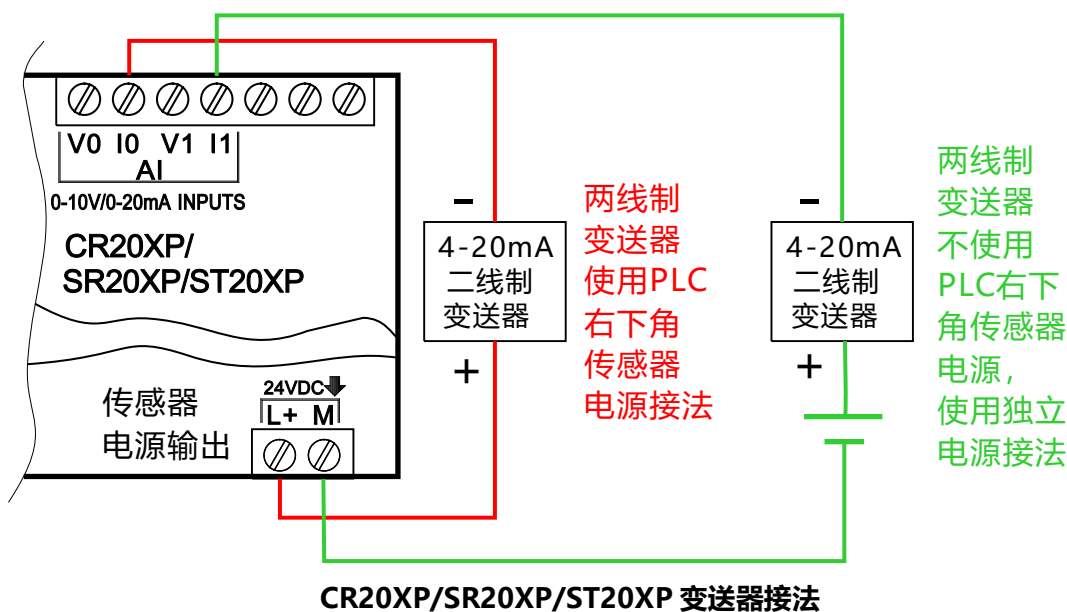 V0 I0 V1 I1
AI
0-10V/0-20mA INPUTS
CR20XP/
SR20XP/ST20XP
传感器
电源输出
24VDC
L+ M
−
4-20mA
二线制
变送器
+
两线制
变送器
使用PLC
右下角
传感器
电源接法
−
4-20mA
二线制
变送器
+
两线制
变送器
不使用
PLC右下
角传感器
电源，
使用独立
电源接法
CR20XP/SR20XP/ST20XP 变送器接法